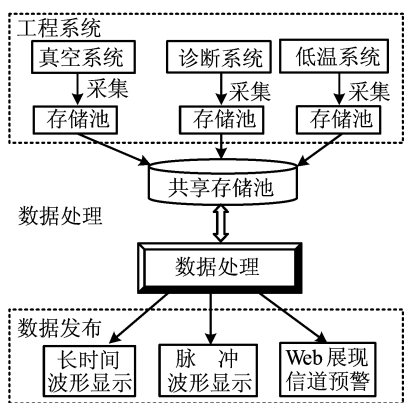 工程系统
真空系统
诊断系统
低温系统
采集
采集
采集
存储池
存储池
存储池
共享存储池
数据处理
数据处理
数据发布
长时间
波形显示
脉 冲
波形显示
Web展现
信道预警